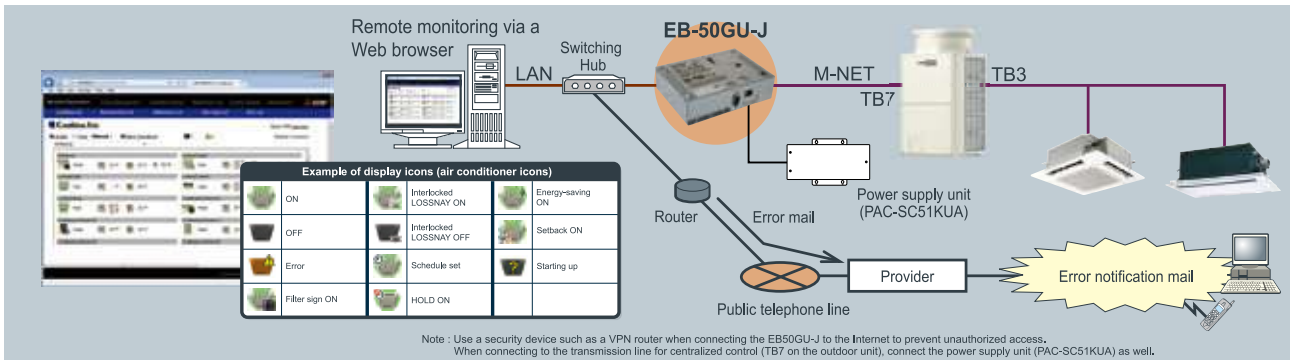 Remote monitoring via a
Web browser
LAN
Switching
Hub
EB-50GU-J
M-NET
TB7
TB3
Example of display icons (air conditioner icons)
ON
Interlocked
LOSSNAY ON
Energy-saving
ON
OFF
Interlocked
LOSSNAY OFF
Setback ON
Error
Schedule set
Starting up
Filter sign ON
HOLD ON
Power supply unit
(PAC-SC51KUA)
Router
Error mail
Public telephone line
Provider
Error notification mail
Note : Use a security device such as a VPN router when connecting the EB50GU-J to the Internet to prevent unauthorized access.
When connecting to the transmission line for centralized control (TB7 on the outdoor unit), connect the power supply unit (PAC-SC51KUA) as well.